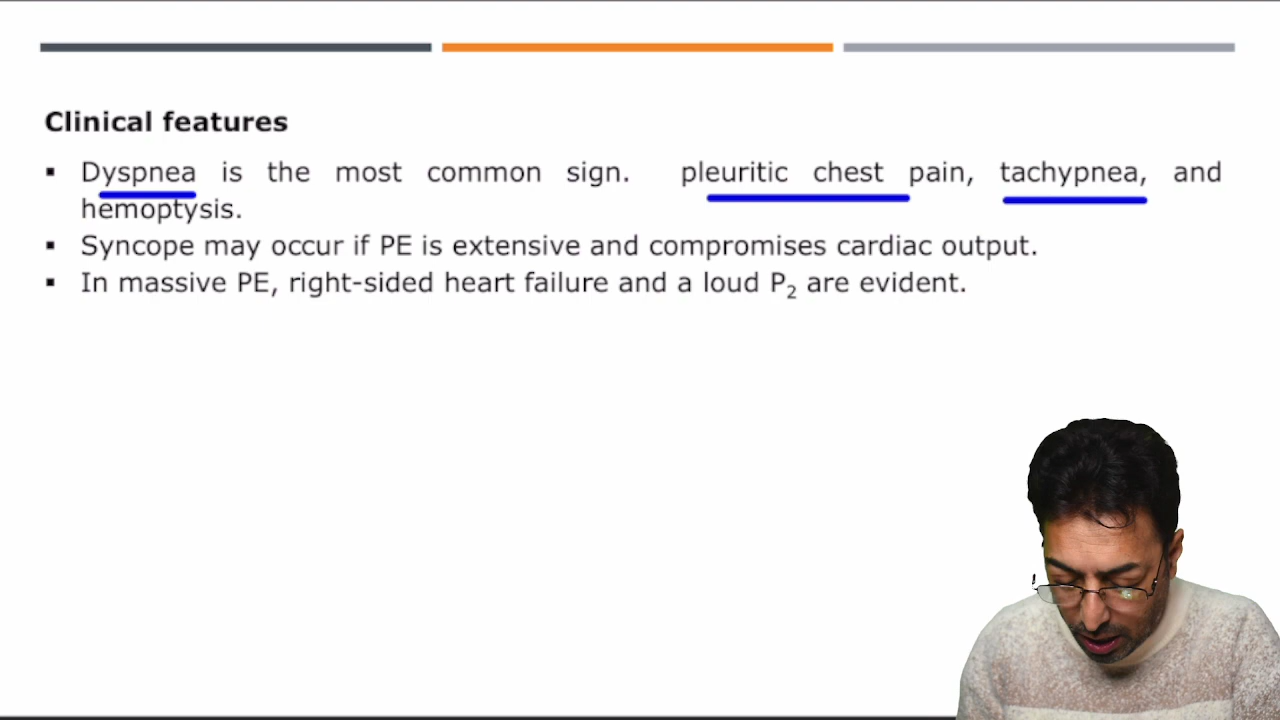 Clinical features
▪ Dyspnea is the most common sign. pleuritic chest pain, tachypnea, and
hemoptysis.
▪ Syncope may occur if PE is extensive and compromises cardiac output.
▪ In massive PE, right-sided heart failure and a loud P₂ are evident.